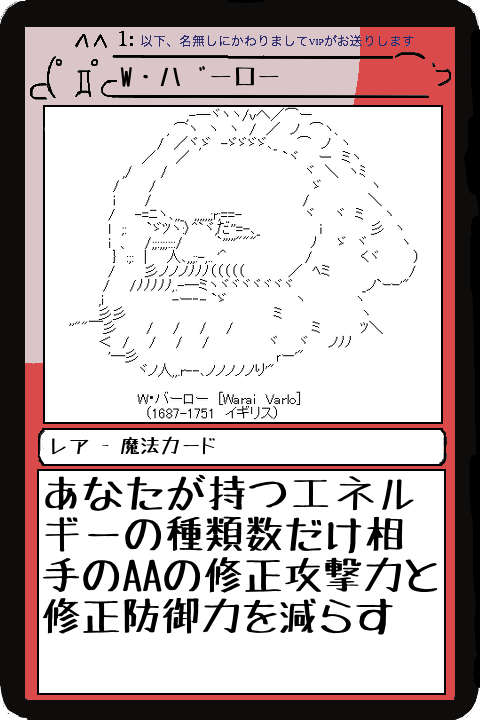 1: 以下、名無しにかわりましてVIPがお送りします
W・バーロー
W・バーロー [Warai Varlo]
(1687-1751 イギリス)
レア - 魔法カード
あなたが持つエネル
ギーの種類数だけ相
手のAAの修正攻撃力と
修正防御力を減らす